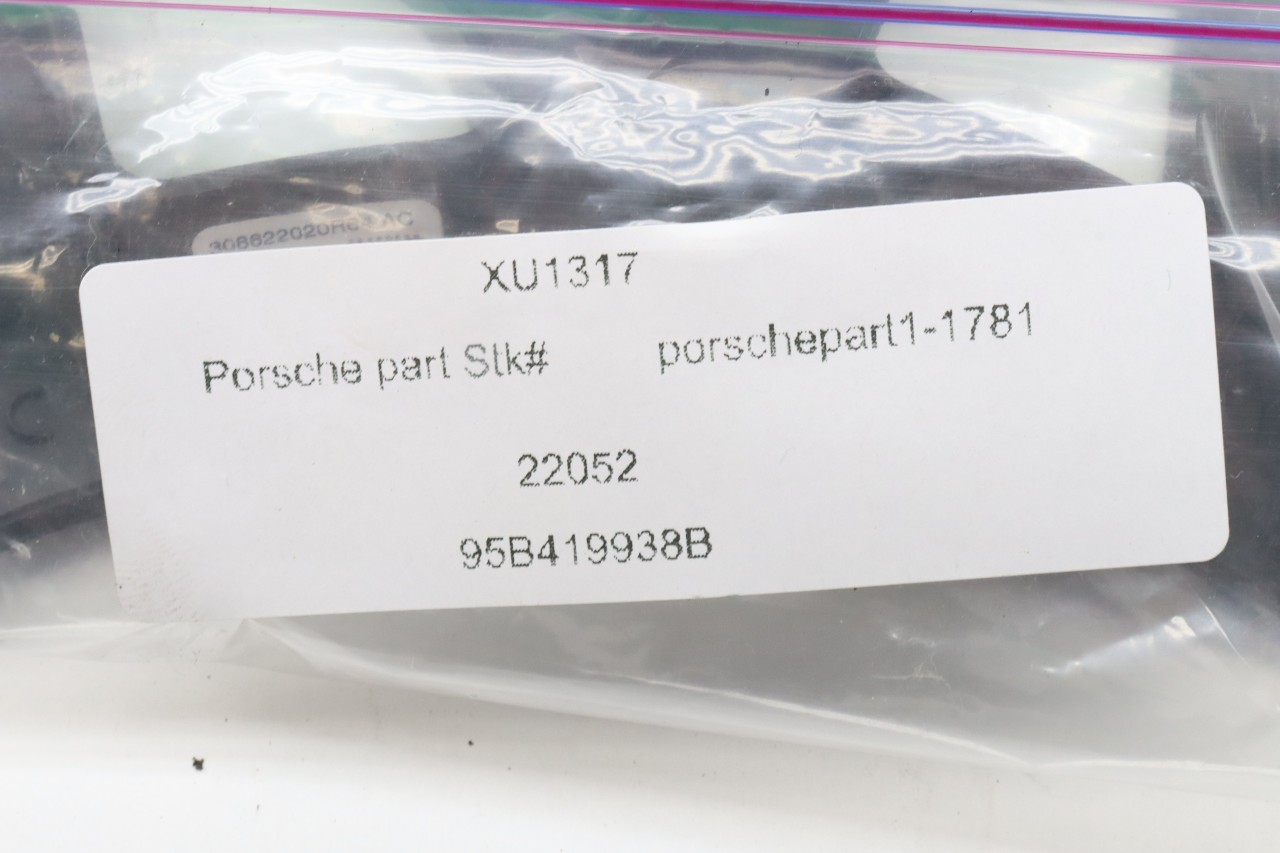 XU1317
Porsche part Stk# porschepart1-1781
22052
95B419938B